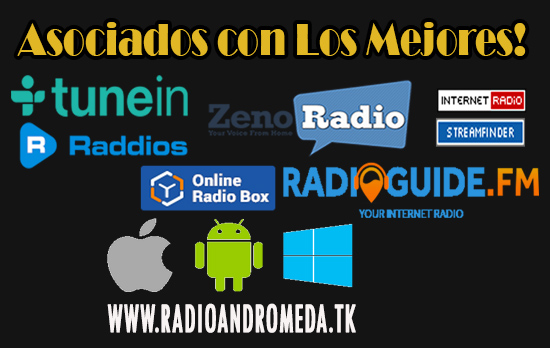 Asociados con Los Mejores!
tunein
Zeno Radio
Your Voice From Home
INTERNET RADIO
STREAMFINDER
R Raddios
Online
Radio Box
RADIOGUIDE.FM
YOUR INTERNET RADIO
WWW.RADIOANDROMEDA.TK